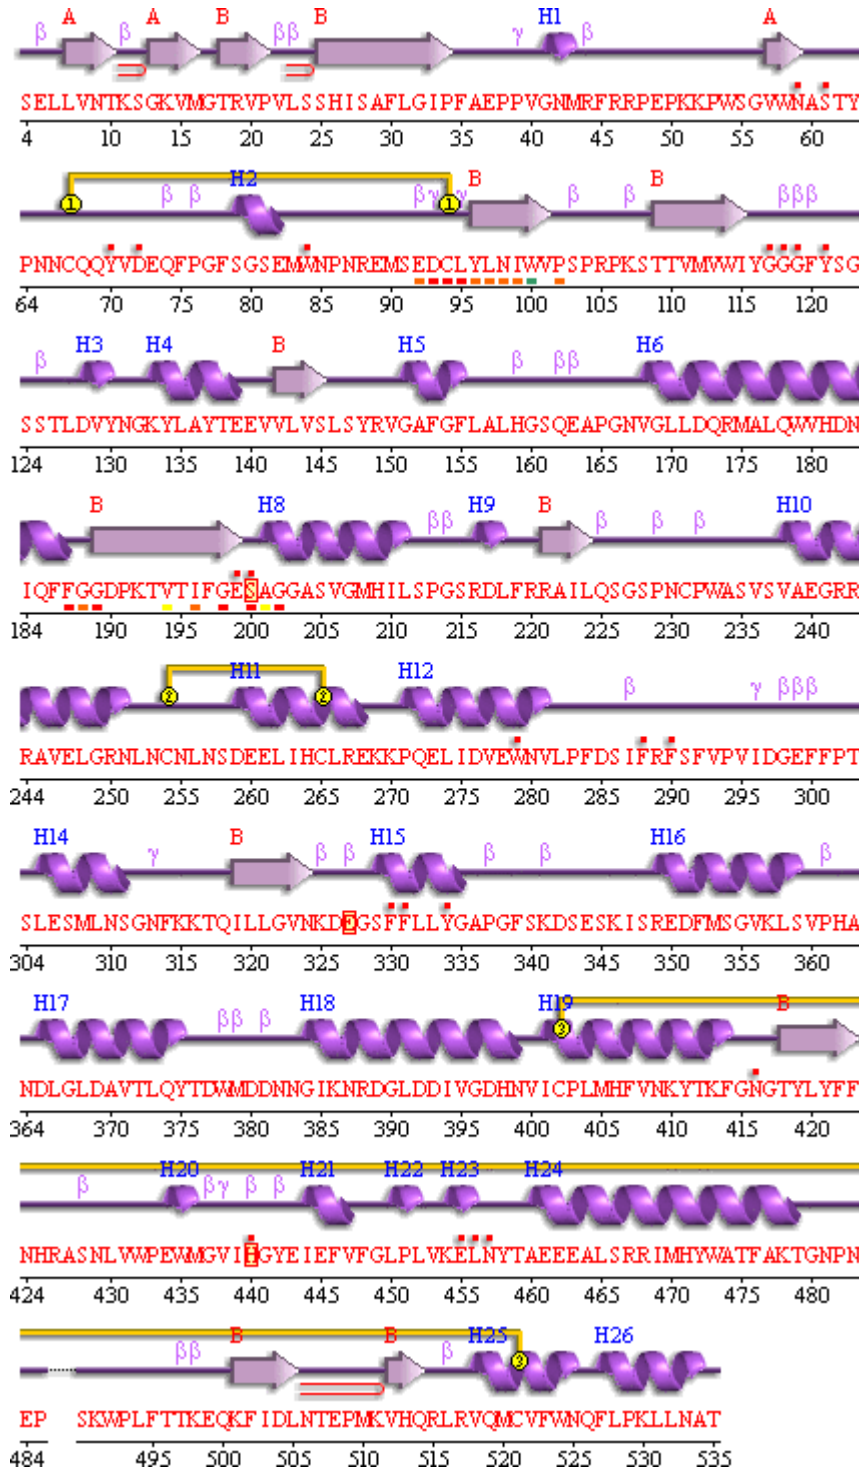 β A β A B ββ B γ H1 β A
SELLVNTKSGKVMGTRVPVLSSHISAFLGIPFAEPPVGNMRFRRPEPKKPWSGVWNASTY
4 10 15 20 25 30 35 40 45 50 55 60
β β H2 βγ γ B β β B βββ
1 1
PNNCQQYVDEQFPGFSGSEMWNPNREMSEDCLYLNIWVPSPRPKSTTVMVWIYGGGFYSG
64 70 75 80 85 90 95 100 105 110 115 120
β H3 H4 B H5 β ββ H6
SSTLDVYNGKYLAYTEEVVLVSLSYRVGAFGFLALHGSQEAPGNVGLLDQRMALQWVHDN
124 130 135 140 145 150 155 160 165 170 175 180
B H8 ββ H9 B β β β H10
IQFFGGDPKTVTIFGESAGGASVGMHILSPGSRDLFRRAILQSGSPNCPWASVSVAEGRR
184 190 195 200 205 210 215 220 225 230 235 240
H11 H12 β γ βββ
2 2
RAVELGRNLNCNLNSDEELIHCLREKKPQELIDVEWNVLPFDSIFRFSFVPVIDGEFFPT
244 250 255 260 265 270 275 280 285 290 295 300
H14 γ B β β H15 β β H16 β
SLESMLNSGNFKKTQILLGVNKDEGSFFLLYGAPGFSKDSESKISREDFMSGVKLSVPHA
304 310 315 320 325 330 335 340 345 350 355 360
H17 ββ β H18 H19 B
3
NDLGLDAVTLQYTDWMDDNNGIKNRDGLDDIVGDHNVICPLMHFVNKYTKFGNGTYLYFF
364 370 375 380 385 390 395 400 405 410 415 420
β H20 βγ β β H21 H22 H23 H24
NHRASNLVWPEWMGVIHGYEIEFVFGLPLVKELNYTAEEEALSRRIMHYWATFAKTGNPN
424 430 435 440 445 450 455 460 465 470 475 480
ββ B B β H25 H26
3
EP SKWPLFTTKEQKFIDLNTEPMKVHQRLRVQMCVFWNQFLPKLLNAT
484 495 500 505 510 515 520 525 530 535